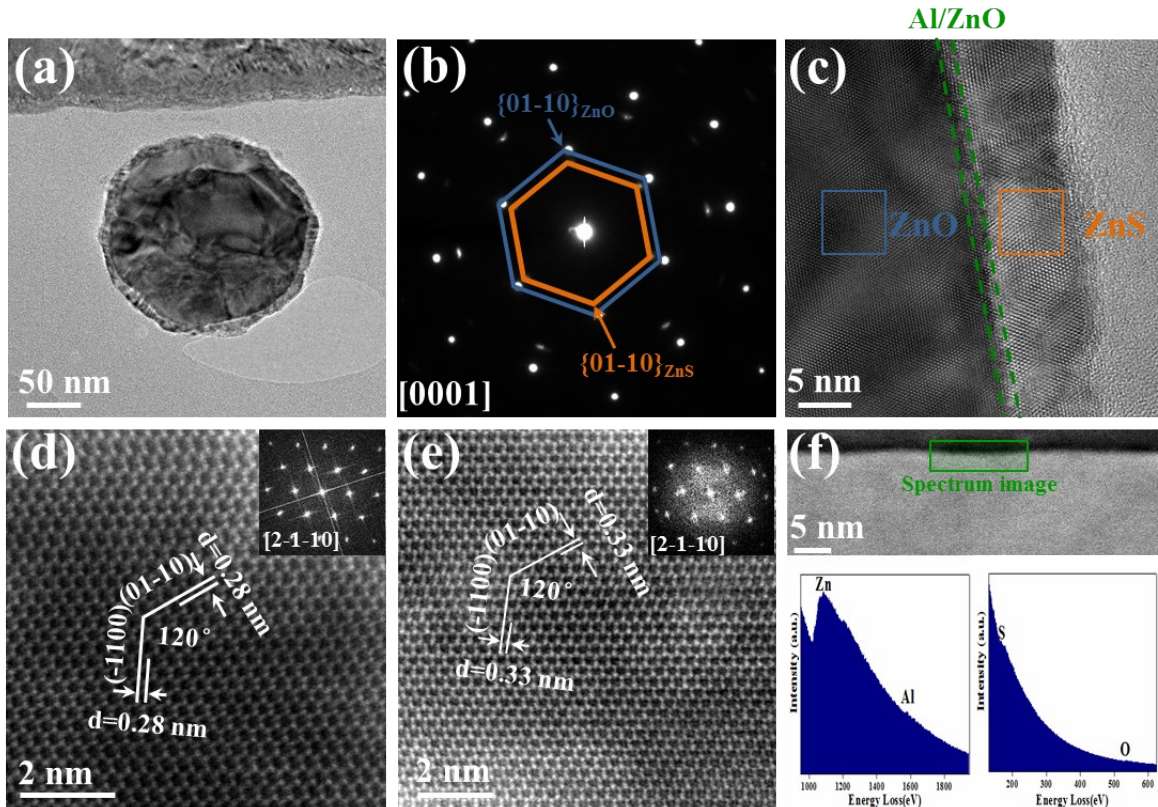 (a)
50 nm
(b)
{01-10}ZnO
{01-10}ZnS
[0001]
Al/ZnO
(c)
ZnO
ZnS
5 nm
(d)
[2-1-10]
(-1100)
(01-10)
d=0.28 nm
120°
d=0.28 nm
2 nm
(e)
[2-1-10]
(-1100)
(01-10)
d=0.33 nm
120°
d=0.33 nm
2 nm
(f)
Spectrum image
5 nm
Intensity (a.u.)
Zn
Al
1000 1200 1400 1600 1800
Energy Loss(eV)
Intensity (a.u.)
S
O
200 300 400 500 600
Energy Loss(eV)